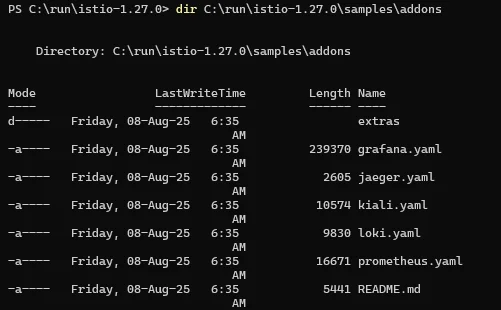 PS C:\run\istio-1.27.0> dir C:\run\istio-1.27.0\samples\addons
Directory: C:\run\istio-1.27.0\samples\addons
Mode LastWriteTime Length Name
---- ------------- ------ ----
d----- Friday, 08-Aug-25 6:35 extras
AM
-a---- Friday, 08-Aug-25 6:35 239370 grafana.yaml
AM
-a---- Friday, 08-Aug-25 6:35 2605 jaeger.yaml
AM
-a---- Friday, 08-Aug-25 6:35 10574 kiali.yaml
AM
-a---- Friday, 08-Aug-25 6:35 9830 loki.yaml
AM
-a---- Friday, 08-Aug-25 6:35 16671 prometheus.yaml
AM
-a---- Friday, 08-Aug-25 6:35 5441 README.md
AM